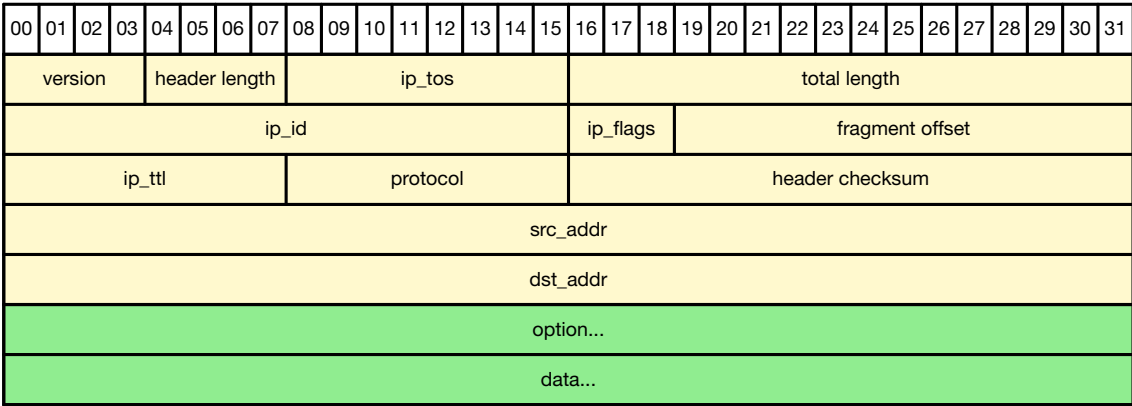 00 01 02 03 04 05 06 07 08 09 10 11 12 13 14 15 16 17 18 19 20 21 22 23 24 25 26 27 28 29 30 31
version header length ip_tos total length
ip_id ip_flags fragment offset
ip_ttl protocol header checksum
src_addr
dst_addr
option...
data...